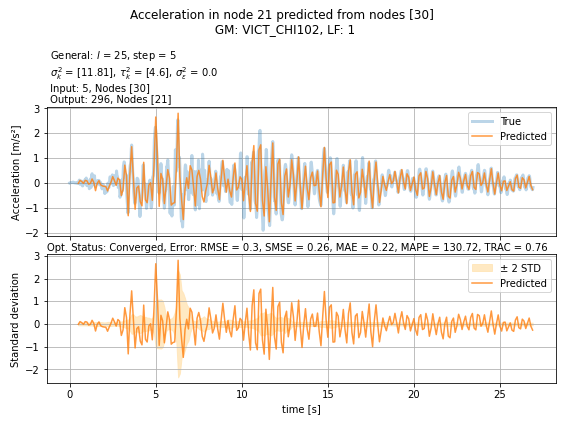 Acceleration in node 21 predicted from nodes [30]
GM: VICT_CHI102, LF: 1
General: l = 25, step = 5
σ²ₖ = [11.81], τ²ₖ = [4.6], σ²ε = 0.0
Input: 5, Nodes [30]
Output: 296, Nodes [21]
Acceleration [m/s²]
3
2
1
0
−1
−2
True
Predicted
Opt. Status: Converged, Error: RMSE = 0.3, SMSE = 0.26, MAE = 0.22, MAPE = 130.72, TRAC = 0.76
Standard deviation
3
2
1
0
−1
−2
± 2 STD
Predicted
0 5 10 15 20 25
time [s]